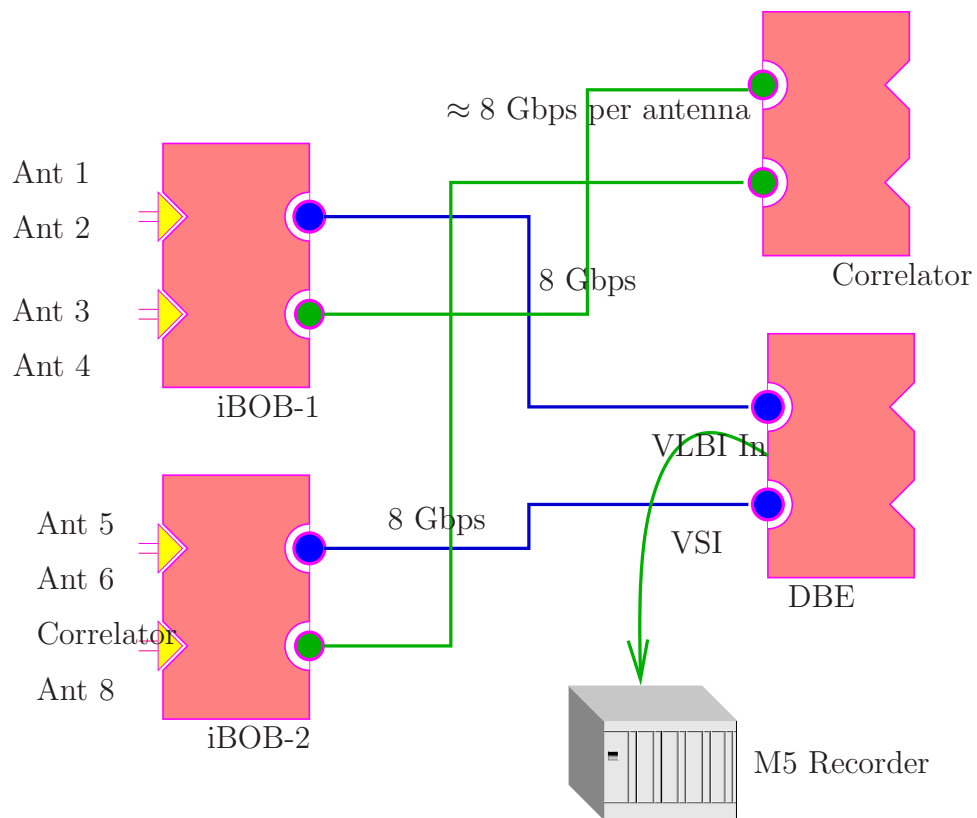 ≈ 8 Gbps per antenna
Ant 1
Ant 2
Ant 3
Ant 4
iBOB-1
8 Gbps
Correlator
VLBI In
VSI
DBE
Ant 5
Ant 6
Correlator
Ant 8
8 Gbps
iBOB-2
M5 Recorder